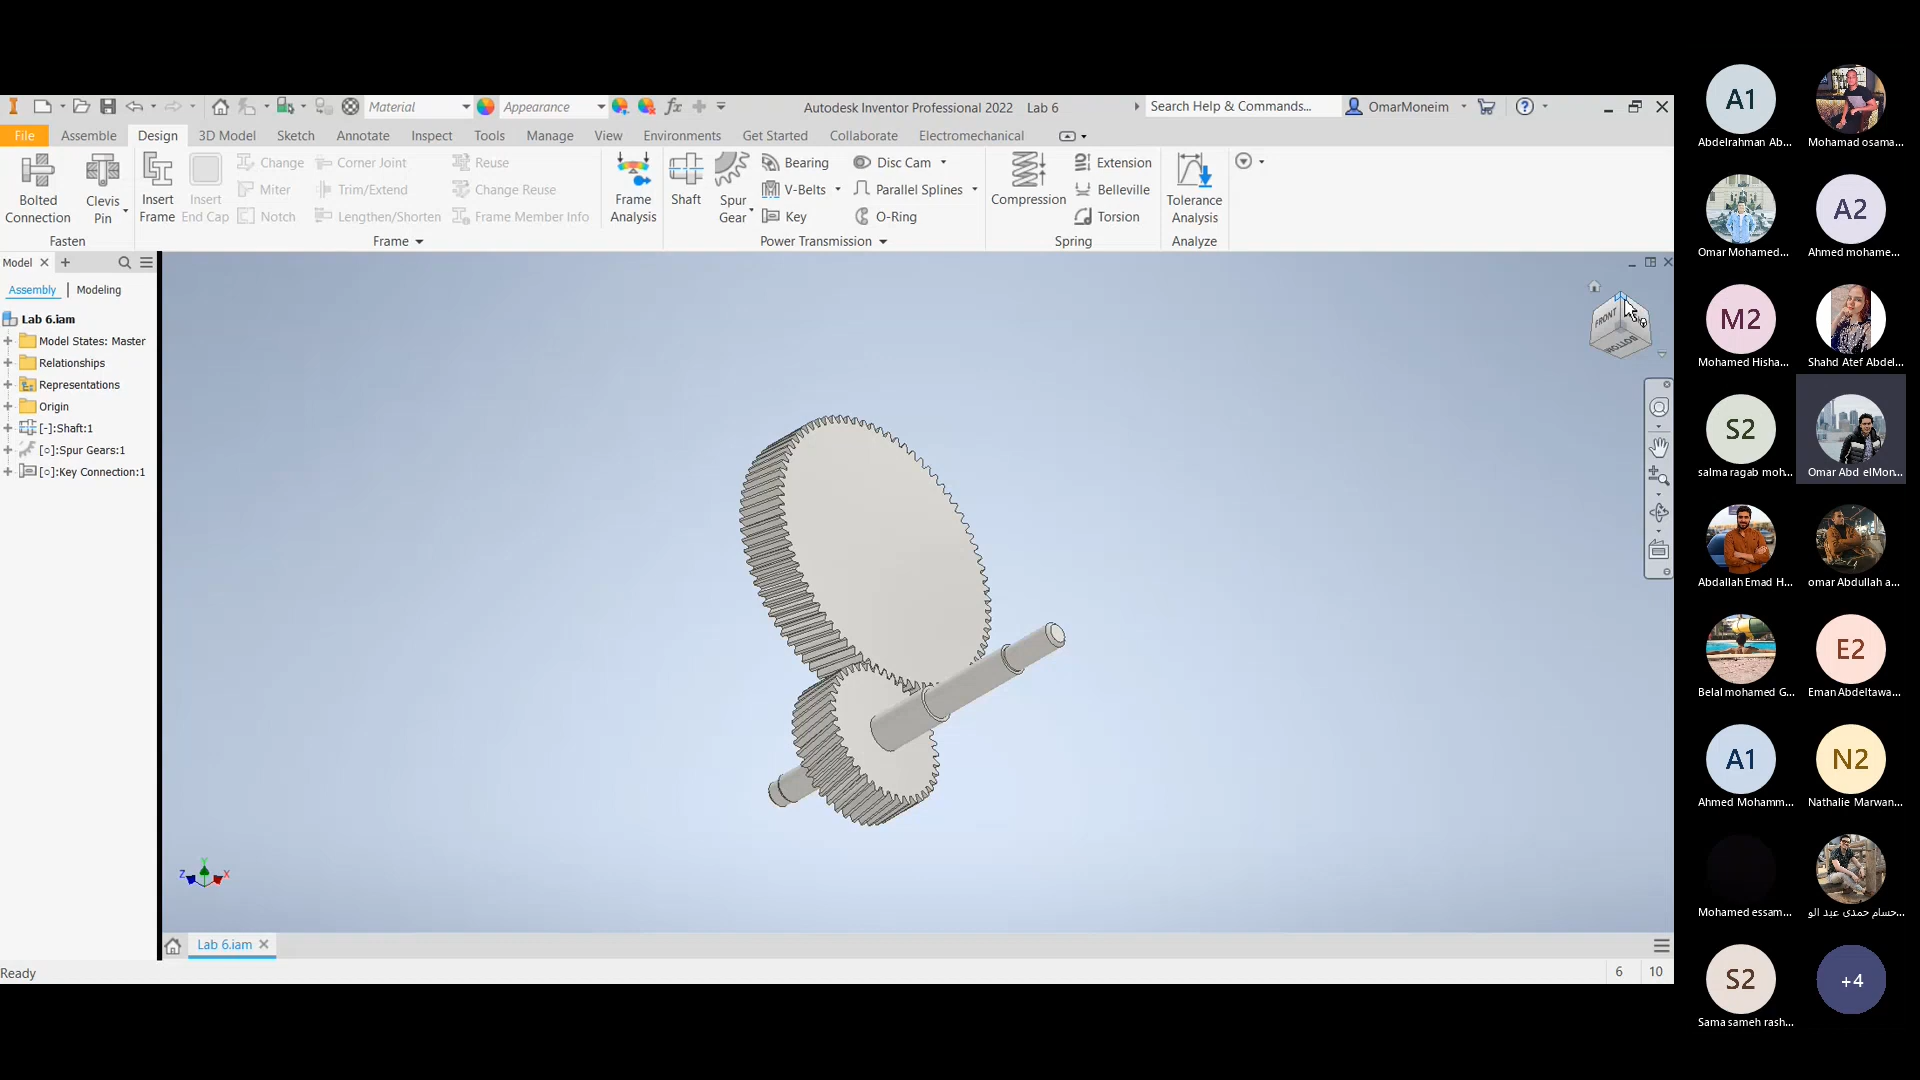 Material
Appearance
fx
Autodesk Inventor Professional 2022 Lab 6
Search Help & Commands...
OmarMoneim
File Assemble Design 3D Model Sketch Annotate Inspect Tools Manage View Environments Get Started Collaborate Electromechanical
Bolted
Connection
Clevis
Pin
Fasten
Insert
Frame
Insert
End Cap
Change
Miter
Notch
Corner Joint
Trim/Extend
Lengthen/Shorten
Reuse
Change Reuse
Frame Member Info
Frame
Frame
Analysis
Shaft
Spur
Gear
Bearing
V-Belts
Key
Disc Cam
Parallel Splines
O-Ring
Power Transmission
Compression
Extension
Belleville
Torsion
Spring
Tolerance
Analysis
Analyze
Model
Assembly | Modeling
Lab 6.iam
Model States: Master
Relationships
Representations
Origin
[-]:Shaft:1
[○]:Spur Gears:1
[○]:Key Connection:1
FRONT
BOTTOM
Y
Z
X
Lab 6.iam
Ready
6 10
A1
Abdelrahman Ab...
Mohamad osama...
Omar Mohamed...
A2
Ahmed mohame...
M2
Mohamed Hisha...
Shahd Atef Abdel...
S2
salma ragab moh...
Omar Abd elMon...
Abdallah Emad H...
omar Abdullah a...
Belal mohamed G...
E2
Eman Abdeltawa...
A1
Ahmed Mohamm...
N2
Nathalie Marwan...
Mohamed essam...
حسام حمدى عبد الو...
S2
Sama sameh rash...
+4